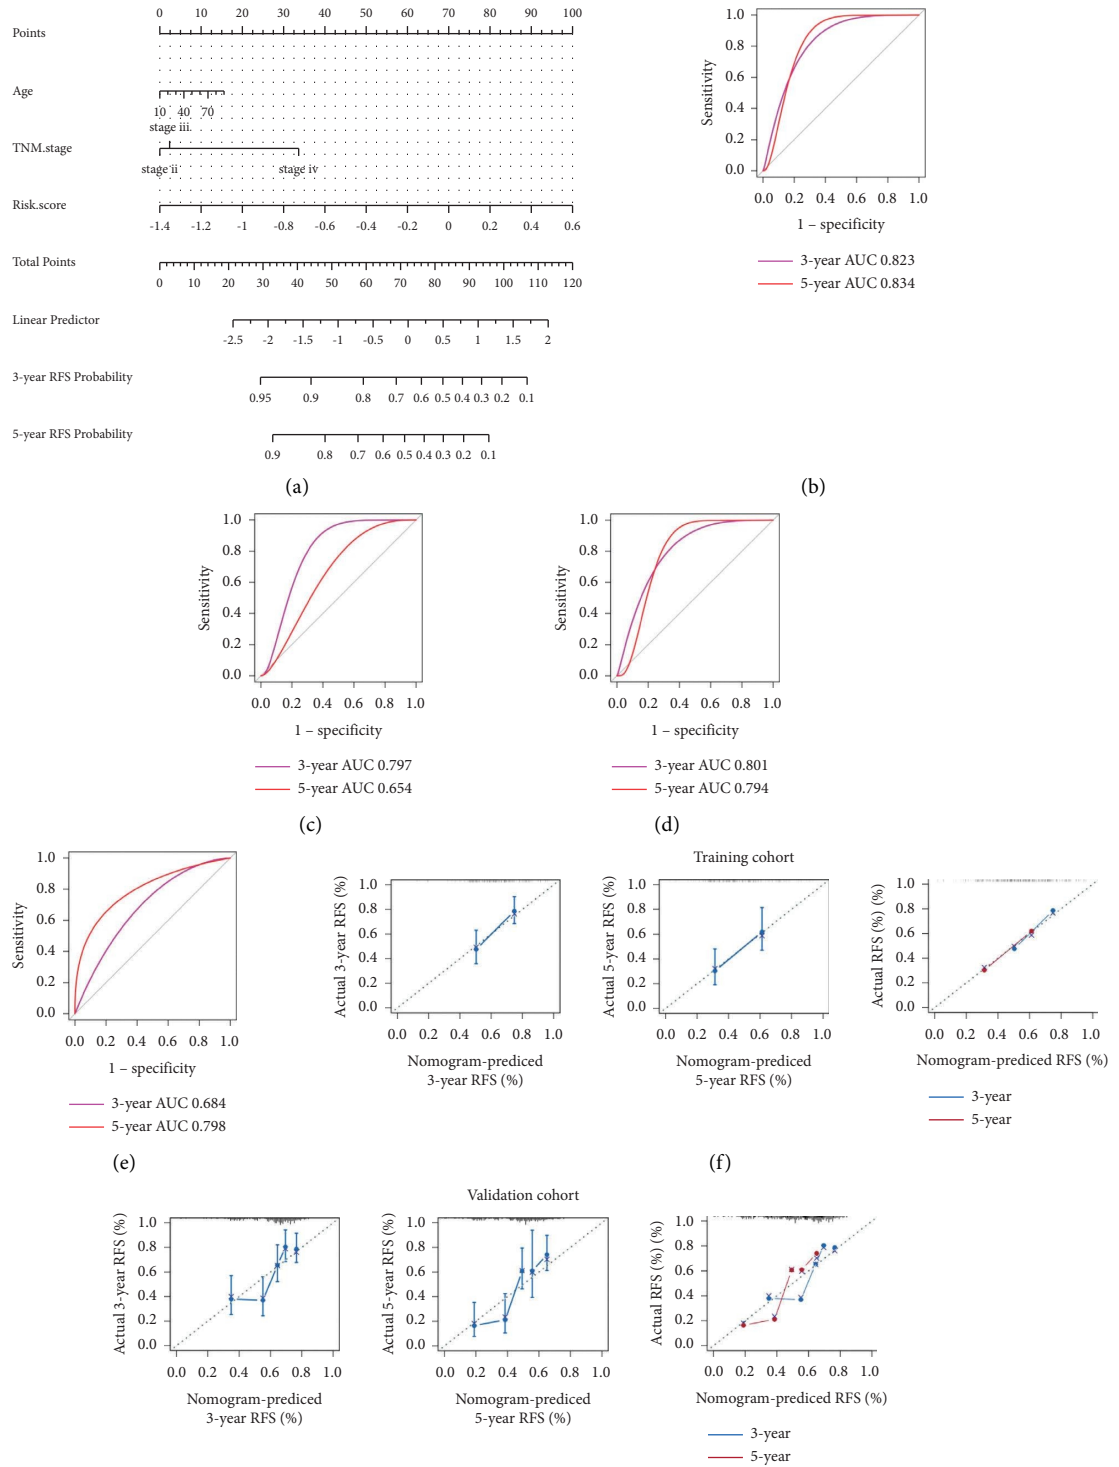 Points
0 10 20 30 40 50 60 70 80 90 100
Age
10 40 70
stage iii
TNM.stage
stage ii stage iv
Risk.score
-1.4 -1.2 -1 -0.8 -0.6 -0.4 -0.2 0 0.2 0.4 0.6
Total Points
0 10 20 30 40 50 60 70 80 90 100 110 120
Linear Predictor
-2.5 -2 -1.5 -1 -0.5 0 0.5 1 1.5 2
3-year RFS Probability
0.95 0.9 0.8 0.7 0.6 0.5 0.4 0.3 0.2 0.1
5-year RFS Probability
0.9 0.8 0.7 0.6 0.5 0.4 0.3 0.2 0.1
(a)
Sensitivity
1.0
0.8
0.6
0.4
0.2
0.0
0.0 0.2 0.4 0.6 0.8 1.0
1 – specificity
3-year AUC 0.823
5-year AUC 0.834
(b)
Sensitivity
1.0
0.8
0.6
0.4
0.2
0.0
0.0 0.2 0.6 0.4 0.8 1.0
1 – specificity
3-year AUC 0.797
5-year AUC 0.654
(c)
Sensitivity
1.0
0.8
0.6
0.4
0.2
0.0
0.0 0.2 0.6 0.4 0.8 1.0
1 – specificity
3-year AUC 0.801
5-year AUC 0.794
(d)
Sensitivity
1.0
0.8
0.6
0.4
0.2
0.0
0.0 0.2 0.4 0.6 0.8 1.0
1 – specificity
3-year AUC 0.684
5-year AUC 0.798
(e)
Training cohort
Actual 3-year RFS (%)
1.0
0.8
0.6
0.4
0.2
0.0
0.0 0.2 0.4 0.6 0.8 1.0
Nomogram-prediced
3-year RFS (%)
Actual 5-year RFS (%)
1.0
0.8
0.6
0.4
0.2
0.0
0.0 0.2 0.4 0.6 0.8 1.0
Nomogram-prediced
5-year RFS (%)
Actual RFS (%) (%)
1.0
0.8
0.6
0.4
0.2
0.0
0.0 0.2 0.4 0.6 0.8 1.0
Nomogram-prediced RFS (%)
3-year
5-year
(f)
Validation cohort
Actual 3-year RFS (%)
1.0
0.8
0.6
0.4
0.2
0.0
0.0 0.2 0.4 0.6 0.8 1.0
Nomogram-prediced
3-year RFS (%)
Actual 5-year RFS (%)
1.0
0.8
0.6
0.4
0.2
0.0
0.0 0.2 0.4 0.6 0.8 1.0
Nomogram-prediced
5-year RFS (%)
Actual RFS (%) (%)
1.0
0.8
0.6
0.4
0.2
0.0
0.0 0.2 0.4 0.6 0.8 1.0
Nomogram-prediced RFS (%)
3-year
5-year